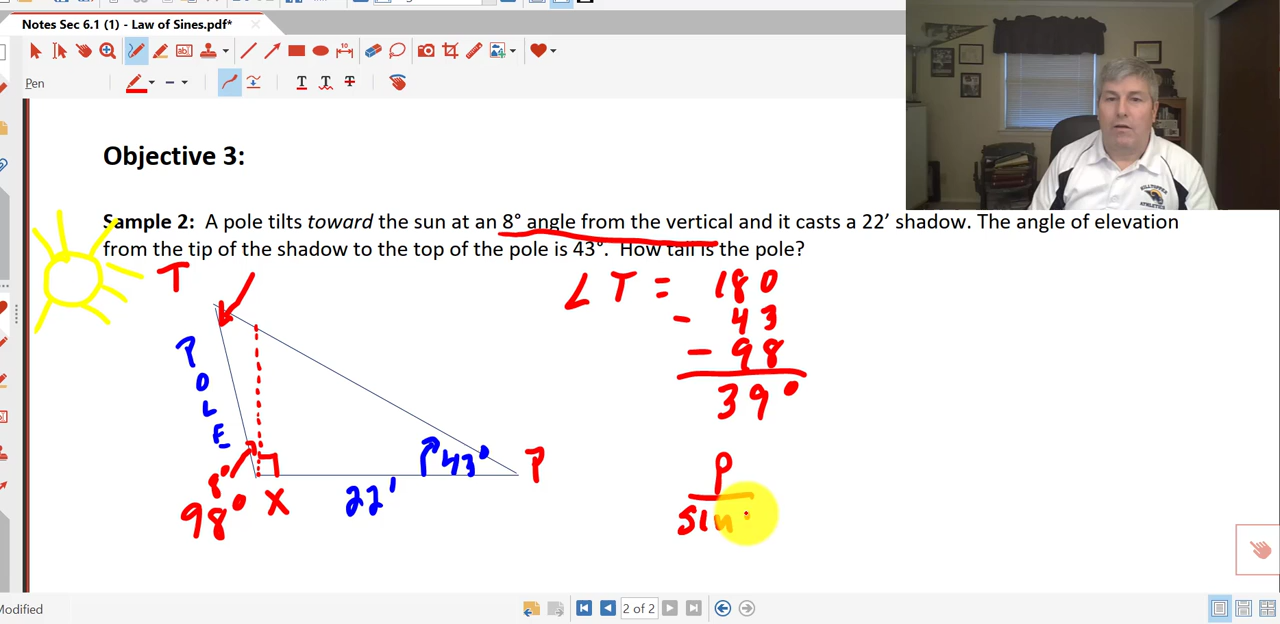 Notes Sec 6.1 (1) - Law of Sines.pdf*
Pen
Objective 3:
Sample 2: A pole tilts toward the sun at an 8° angle from the vertical and it casts a 22’ shadow. The angle of elevation
from the tip of the shadow to the top of the pole is 43°. How tall is the pole?
T
POLE
8°
98°
X
22'
43°
P
∠ T = 180
- 43
- 98
39°
P
sin
HILLTOPPER
ATHLETICS
Modified
2 of 2